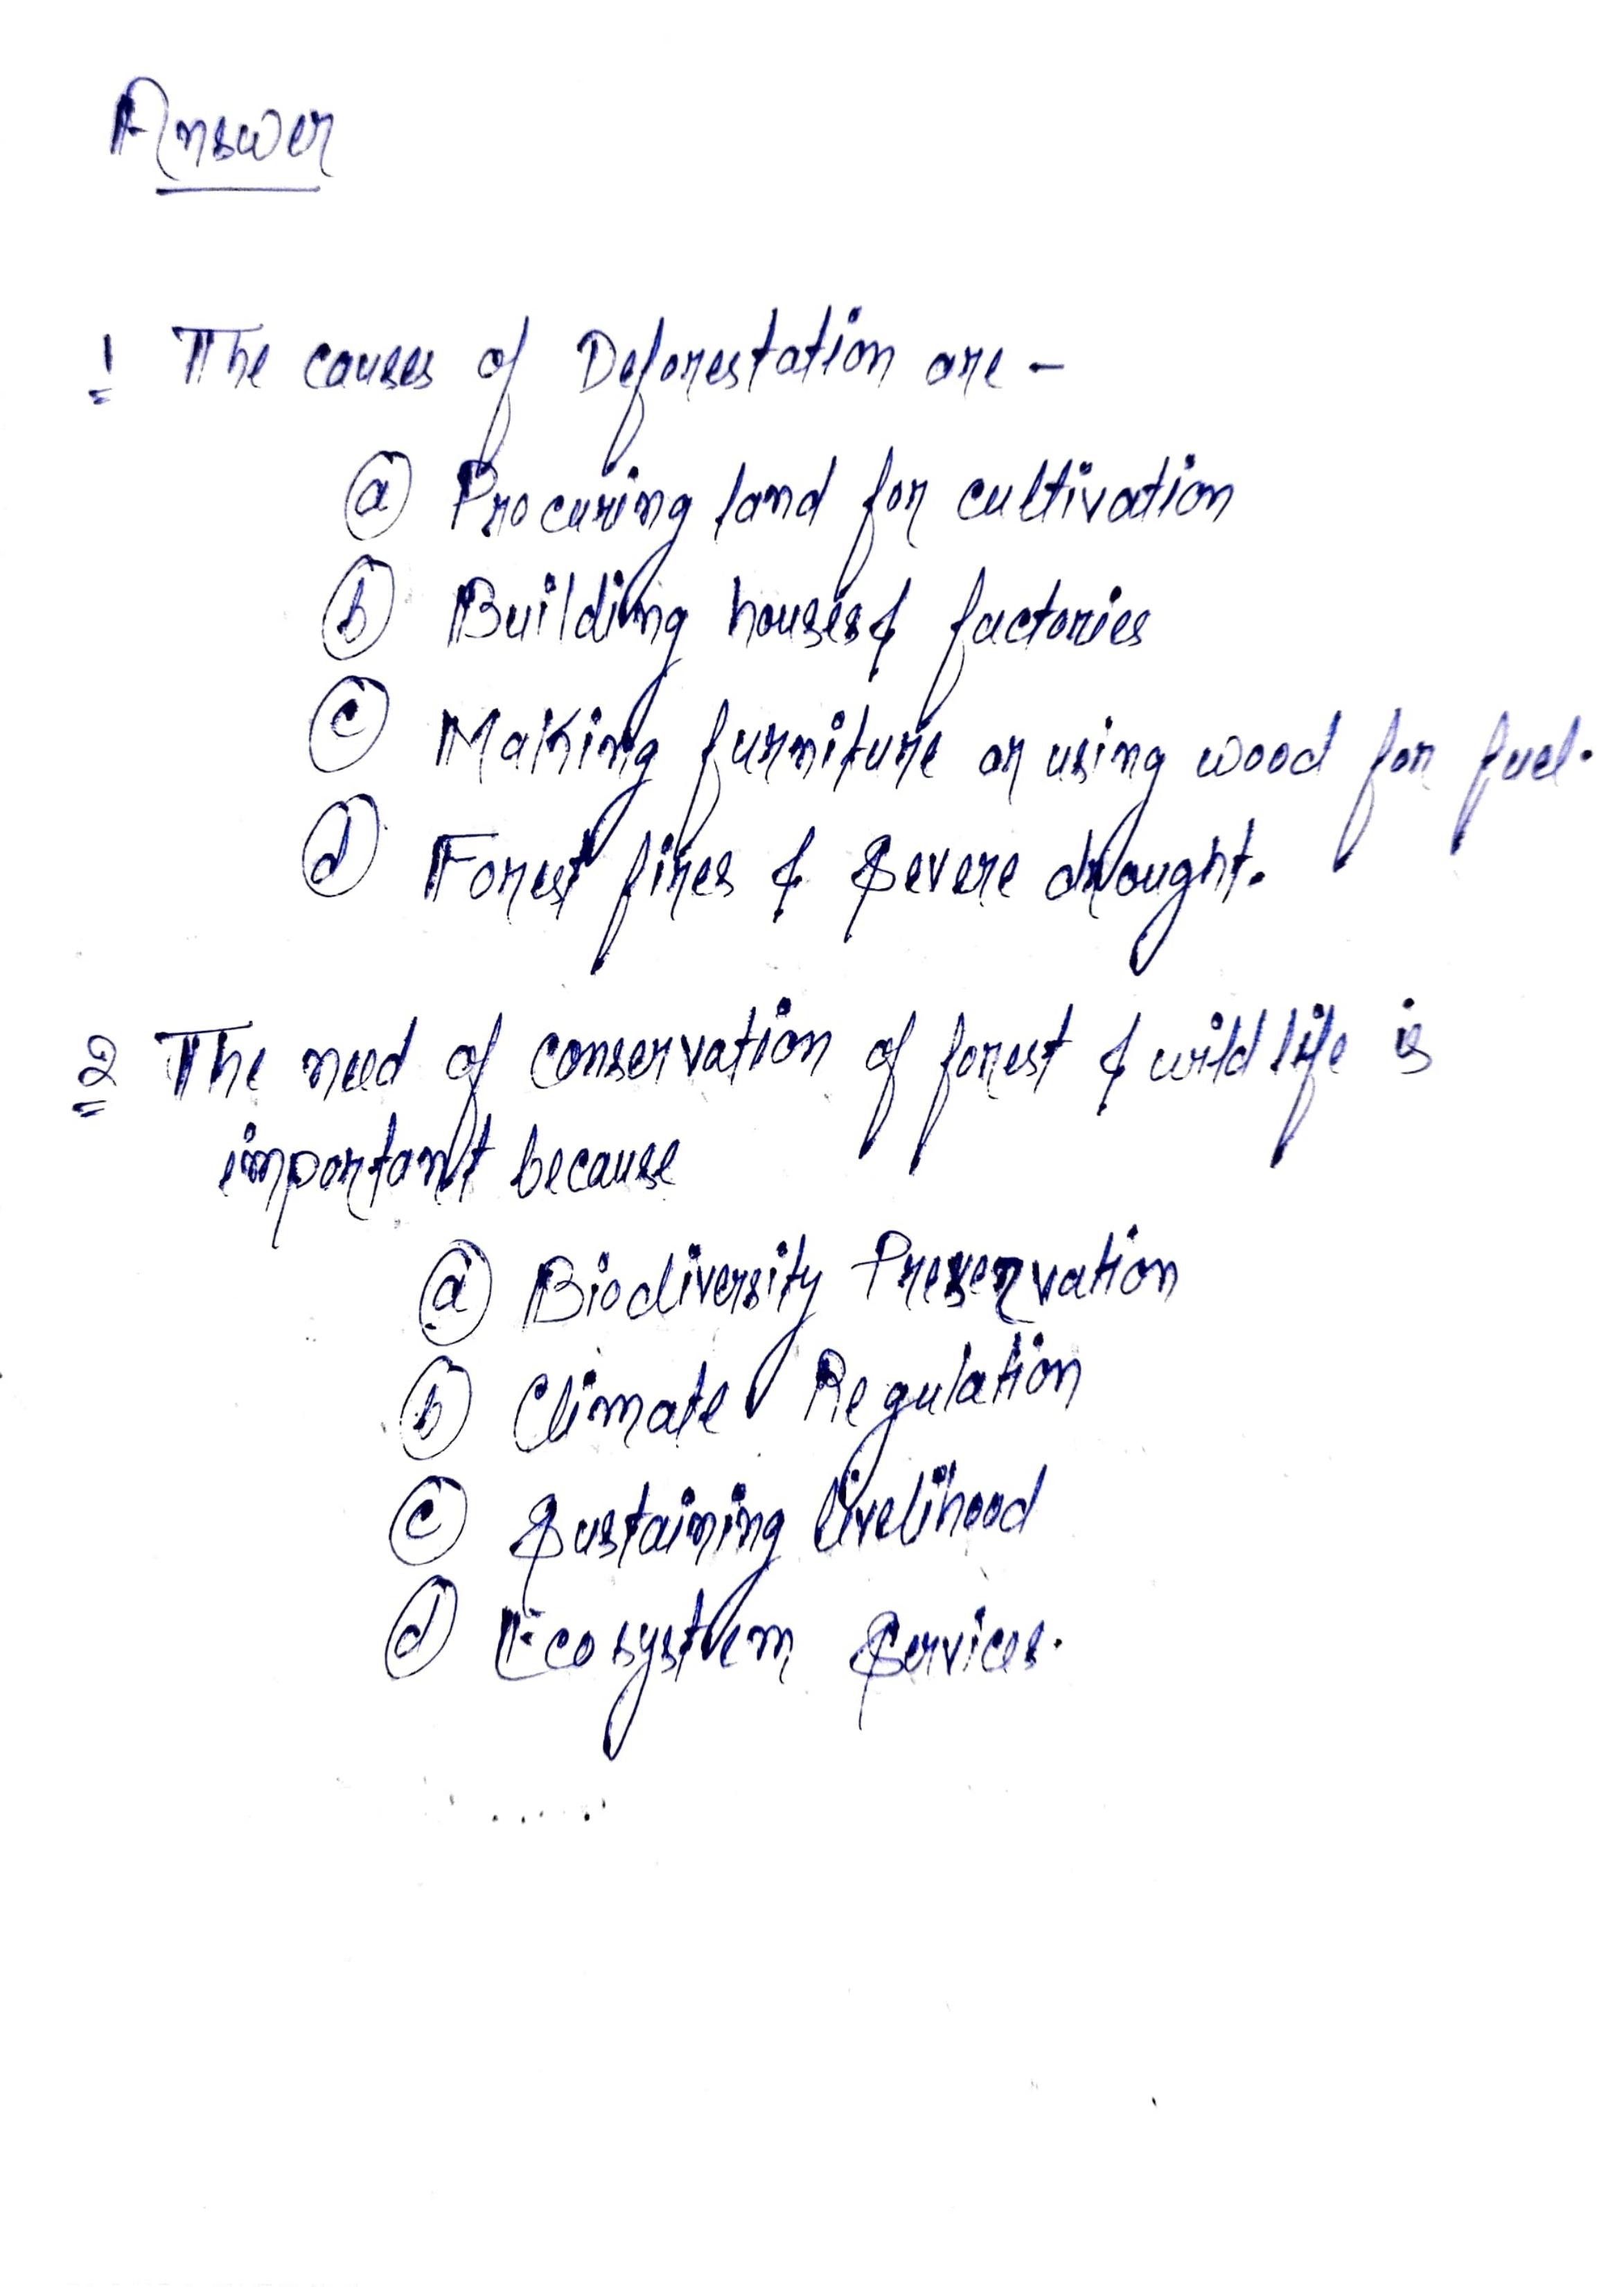 Answer
1 The causes of Deforestation are -
a Procuring land for cultivation
b Building houses & factories
c Making furniture or using wood for fuel.
d Forest fires & Severe drought.
2 The need of conservation of forest & wild life is
important because
a Biodiversity Preservation
b Climate Regulation
c Sustaining livelihood
d Ecosystem Services.